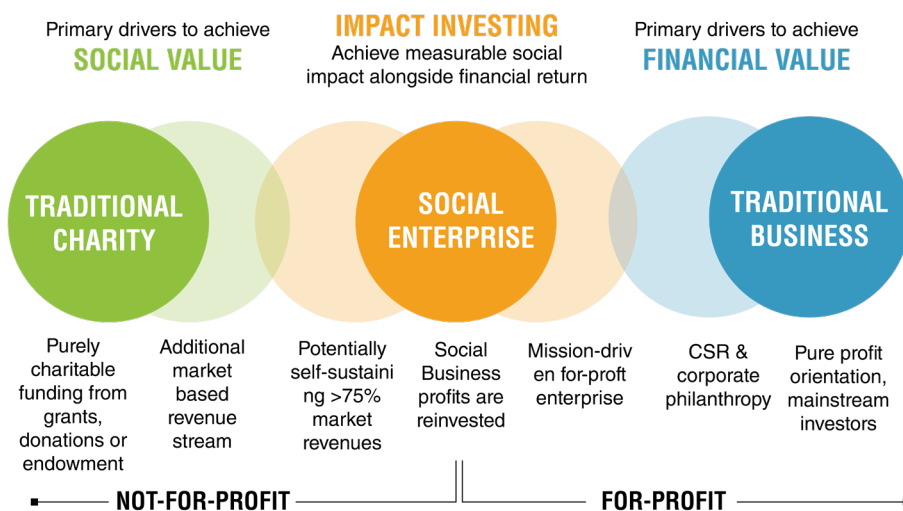 Primary drivers to achieve
SOCIAL VALUE
IMPACT INVESTING
Achieve measurable social
impact alongside financial return
Primary drivers to achieve
FINANCIAL VALUE
TRADITIONAL
CHARITY
SOCIAL
ENTERPRISE
TRADITIONAL
BUSINESS
Purely
charitable
funding from
grants,
donations or
endowment
Additional
market
based
revenue
stream
Potentially
self-sustaini
ng >75%
market
revenues
Social
Business
profits are
reinvested
Mission-driv
en for-proft
enterprise
CSR &
corporate
philanthropy
Pure profit
orientation,
mainstream
investors
NOT-FOR-PROFIT
FOR-PROFIT